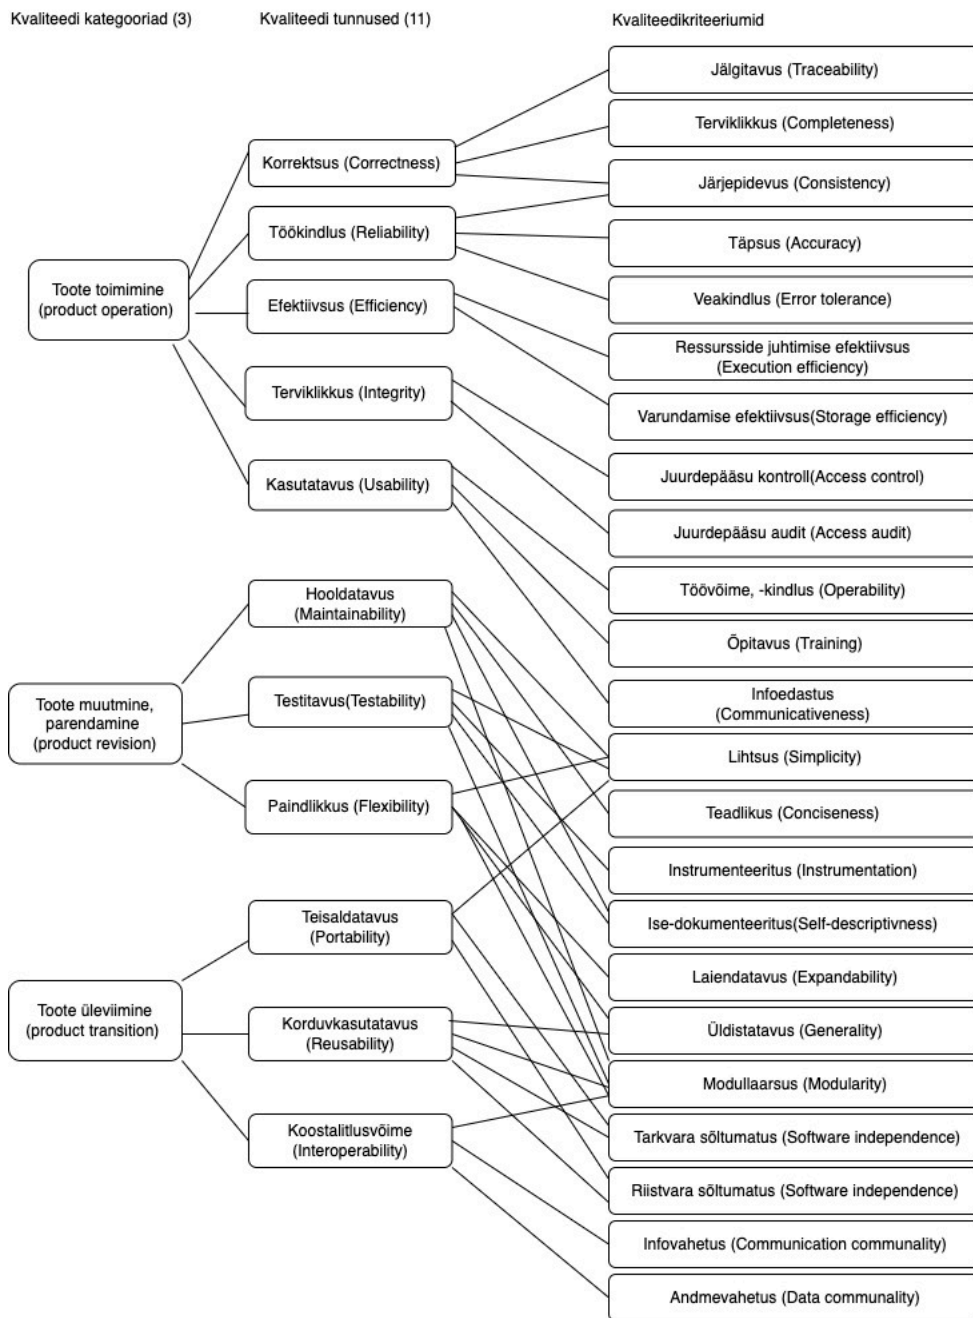 Kvaliteedi kategooriad (3)
Kvaliteedi tunnused (11)
Kvaliteedikriteeriumid
Toote toimimine
(product operation)
Toote muutmine,
parendamine
(product revision)
Toote üleviimine
(product transition)
Korrektsus (Correctness)
Töökindlus (Reliability)
Efektiivsus (Efficiency)
Terviklikkus (Integrity)
Kasutatavus (Usability)
Hooldatavus
(Maintainability)
Testitavus(Testability)
Paindlikkus (Flexibility)
Teisaldatavus
(Portability)
Korduvkasutatavus
(Reusability)
Koostalitlusvõime
(Interoperability)
Jälgitavus (Traceability)
Terviklikkus (Completeness)
Järjepidevus (Consistency)
Täpsus (Accuracy)
Veakindlus (Error tolerance)
Ressursside juhtimise efektiivsus
(Execution efficiency)
Varundamise efektiivsus(Storage efficiency)
Juurdepääsu kontroll(Access control)
Juurdepääsu audit (Access audit)
Töövõime, -kindlus (Operability)
Õpitavus (Training)
Infoedastus
(Communicativeness)
Lihtsus (Simplicity)
Teadlikus (Conciseness)
Instrumenteeritus (Instrumentation)
Ise-dokumenteeritus(Self-descriptivness)
Laiendatavus (Expandability)
Üldistatavus (Generality)
Modullaarsus (Modularity)
Tarkvara sõltumatus (Software independence)
Riistvara sõltumatus (Software independence)
Infovahetus (Communication communality)
Andmevahetus (Data communality)